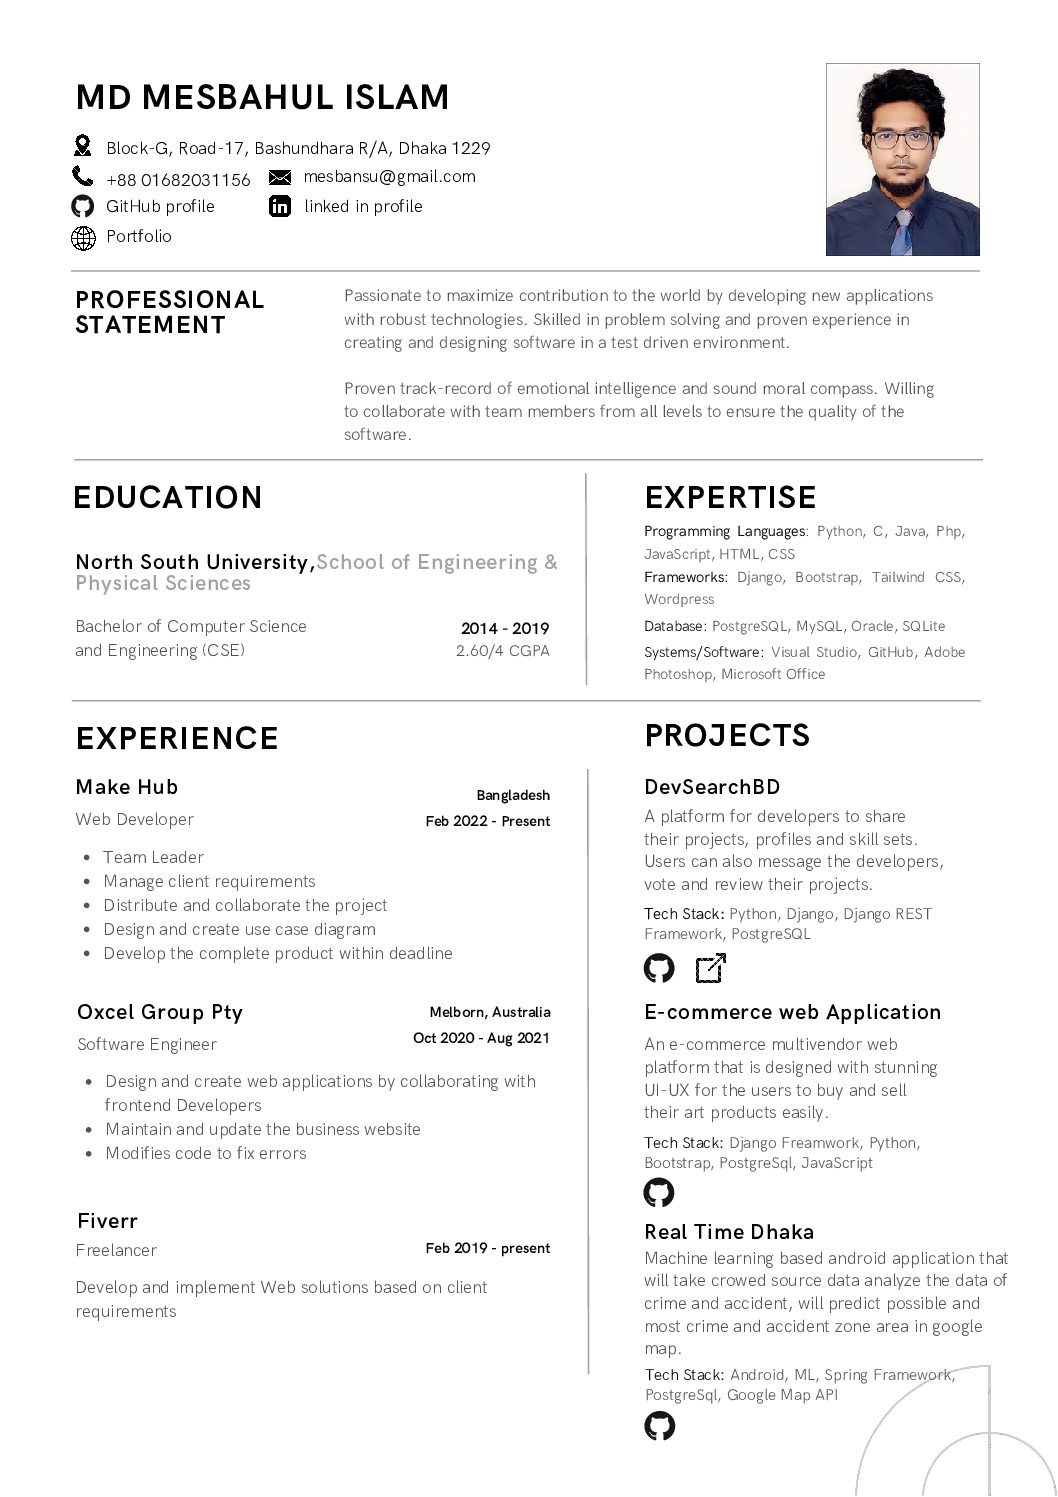 MD MESBAHUL ISLAM
Block-G, Road-17, Bashundhara R/A, Dhaka 1229
+88 01682031156 mesbansu@gmail.com
GitHub profile linked in profile
Portfolio
PROFESSIONAL
STATEMENT
Passionate to maximize contribution to the world by developing new applications
with robust technologies. Skilled in problem solving and proven experience in
creating and designing software in a test driven environment.
Proven track-record of emotional intelligence and sound moral compass. Willing
to collaborate with team members from all levels to ensure the quality of the
software.
EDUCATION
North South University,School of Engineering &
Physical Sciences
Bachelor of Computer Science
and Engineering (CSE)
2014 - 2019
2.60/4 CGPA
EXPERTISE
Programming Languages: Python, C, Java, Php,
JavaScript, HTML, CSS
Frameworks: Django, Bootstrap, Tailwind CSS,
Wordpress
Database: PostgreSQL, MySQL, Oracle, SQLite
Systems/Software: Visual Studio, GitHub, Adobe
Photoshop, Microsoft Office
EXPERIENCE
Make Hub
Bangladesh
Web Developer
Feb 2022 - Present
• Team Leader
• Manage client requirements
• Distribute and collaborate the project
• Design and create use case diagram
• Develop the complete product within deadline
Oxcel Group Pty
Melborn, Australia
Software Engineer
Oct 2020 - Aug 2021
• Design and create web applications by collaborating with
frontend Developers
• Maintain and update the business website
• Modifies code to fix errors
Fiverr
Freelancer
Feb 2019 - present
Develop and implement Web solutions based on client
requirements
PROJECTS
DevSearchBD
A platform for developers to share
their projects, profiles and skill sets.
Users can also message the developers,
vote and review their projects.
Tech Stack: Python, Django, Django REST
Framework, PostgreSQL
E-commerce web Application
An e-commerce multivendor web
platform that is designed with stunning
UI-UX for the users to buy and sell
their art products easily.
Tech Stack: Django Freamwork, Python,
Bootstrap, PostgreSql, JavaScript
Real Time Dhaka
Machine learning based android application that
will take crowed source data analyze the data of
crime and accident, will predict possible and
most crime and accident zone area in google
map.
Tech Stack: Android, ML, Spring Framework,
PostgreSql, Google Map API